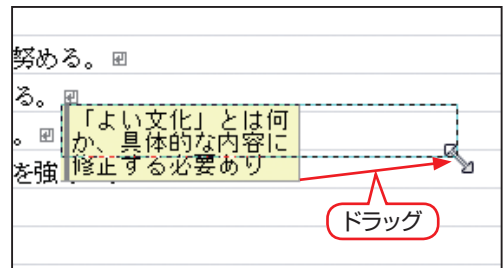 努める。
る。
「よい文化」とは何
。
か、具体的な内容に
を強
修正する必要あり
ドラッグ